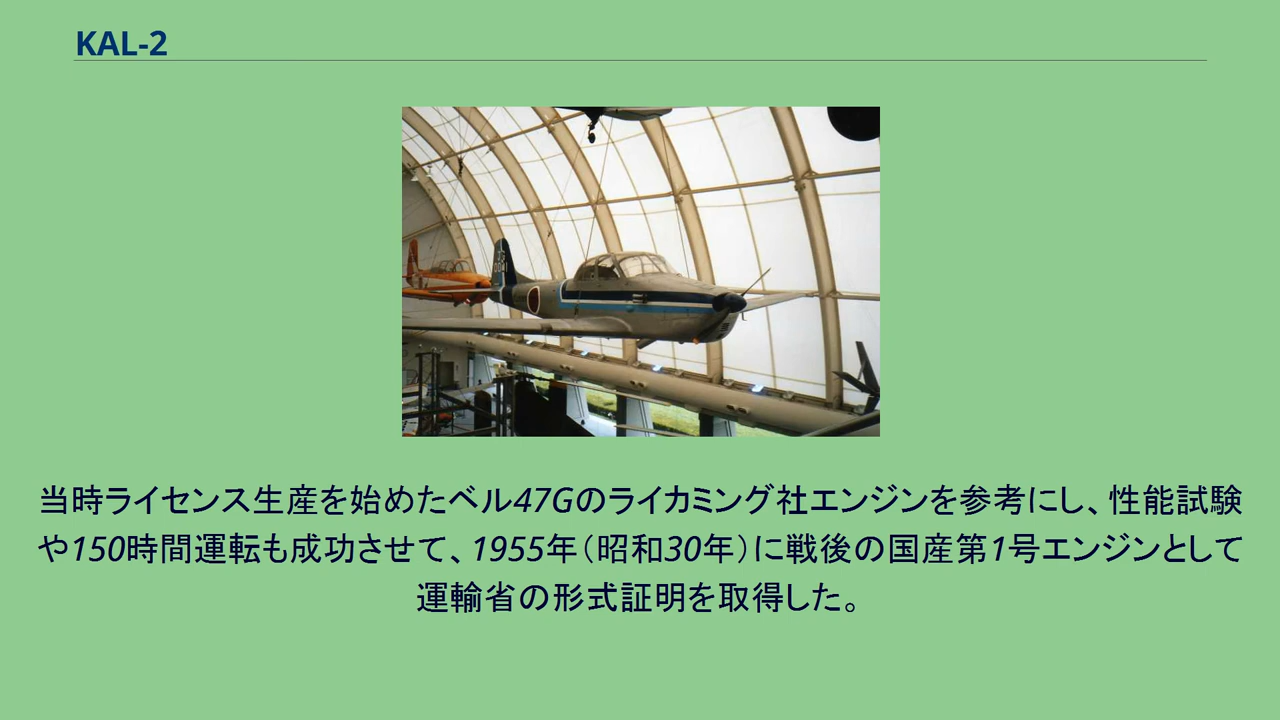 KAL-2
当時ライセンス生産を始めたベル47Gのライカミング社エンジンを参考にし、性能試験
や150時間運転も成功させて、1955年（昭和30年）に戦後の国産第1号エンジンとして
運輸省の形式証明を取得した。